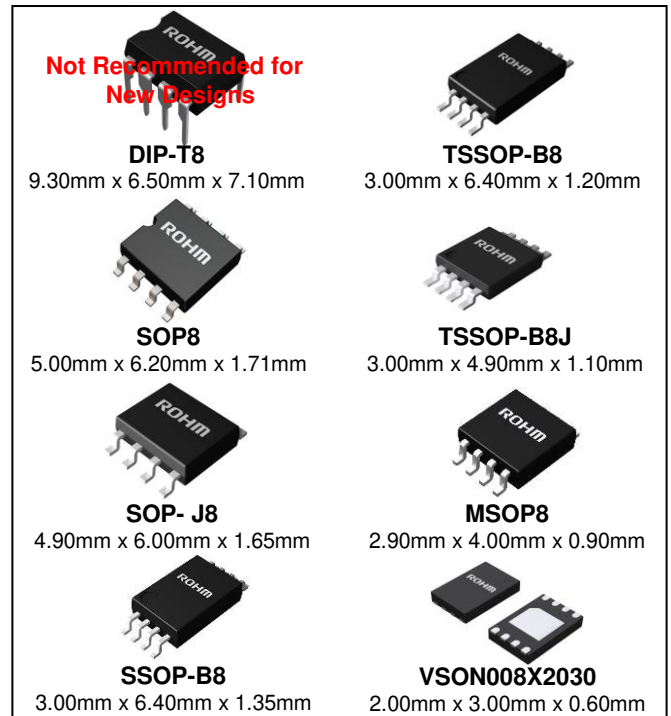 ROHM
Not Recommended for
New Designs
DIP-T8
9.30mm x 6.50mm x 7.10mm
ROHM
TSSOP-B8
3.00mm x 6.40mm x 1.20mm
ROHM
SOP8
5.00mm x 6.20mm x 1.71mm
ROHM
TSSOP-B8J
3.00mm x 4.90mm x 1.10mm
ROHM
SOP- J8
4.90mm x 6.00mm x 1.65mm
ROHM
MSOP8
2.90mm x 4.00mm x 0.90mm
ROHM
SSOP-B8
3.00mm x 6.40mm x 1.35mm
ROHM
VSON008X2030
2.00mm x 3.00mm x 0.60mm